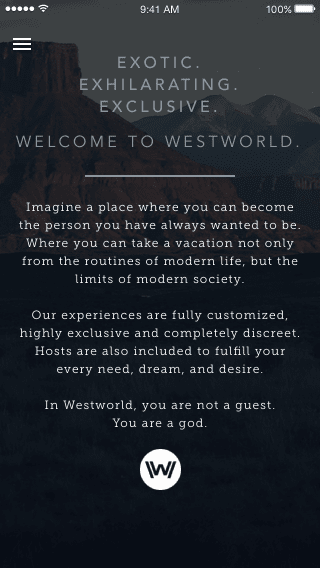 9:41 AM
100%
EXOTIC.
EXHILARATING.
EXCLUSIVE.
WELCOME TO WESTWORLD.
Imagine a place where you can become
the person you have always wanted to be.
Where you can take a vacation not only
from the routines of modern life, but the
limits of modern society.
Our experiences are fully customized,
highly exclusive and completely discreet.
Hosts are also included to fulfill your
every need, dream, and desire.
In Westworld, you are not a guest.
You are a god.
W